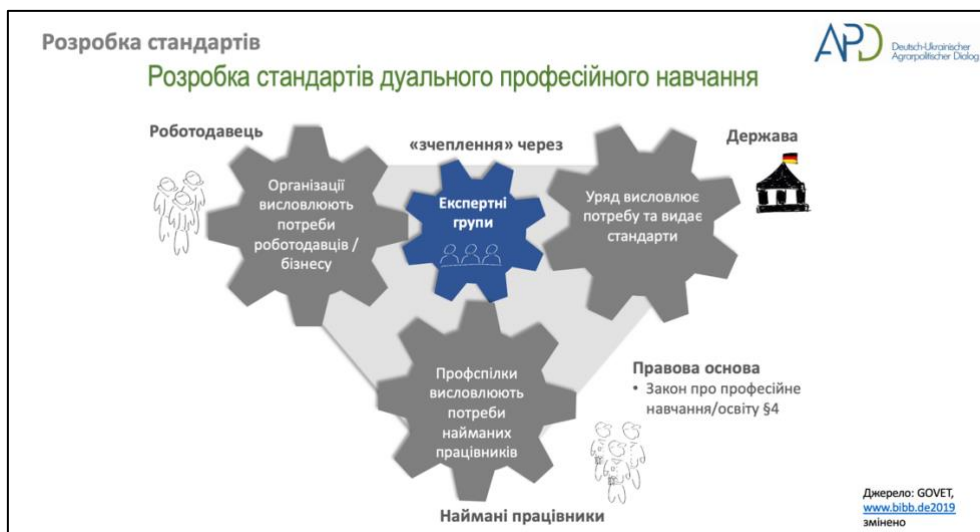 Розробка стандартів
APD
Deutsch-Ukrainischer
Agrarpolitischer Dialog
Розробка стандартів дуального професійного навчання
Роботодавець
«зчеплення» через
Держава
Організації
висловлюють
потреби
роботодавців /
бізнесу
Експертні
групи
Уряд висловлює
потребу та видає
стандарти
Профспілки
висловлюють
потреби
найманих
працівників
Правова основа
• Закон про професійне
навчання/освіту §4
Наймані працівники
Джерело: GOVET,
www.bibb.de2019
змінено